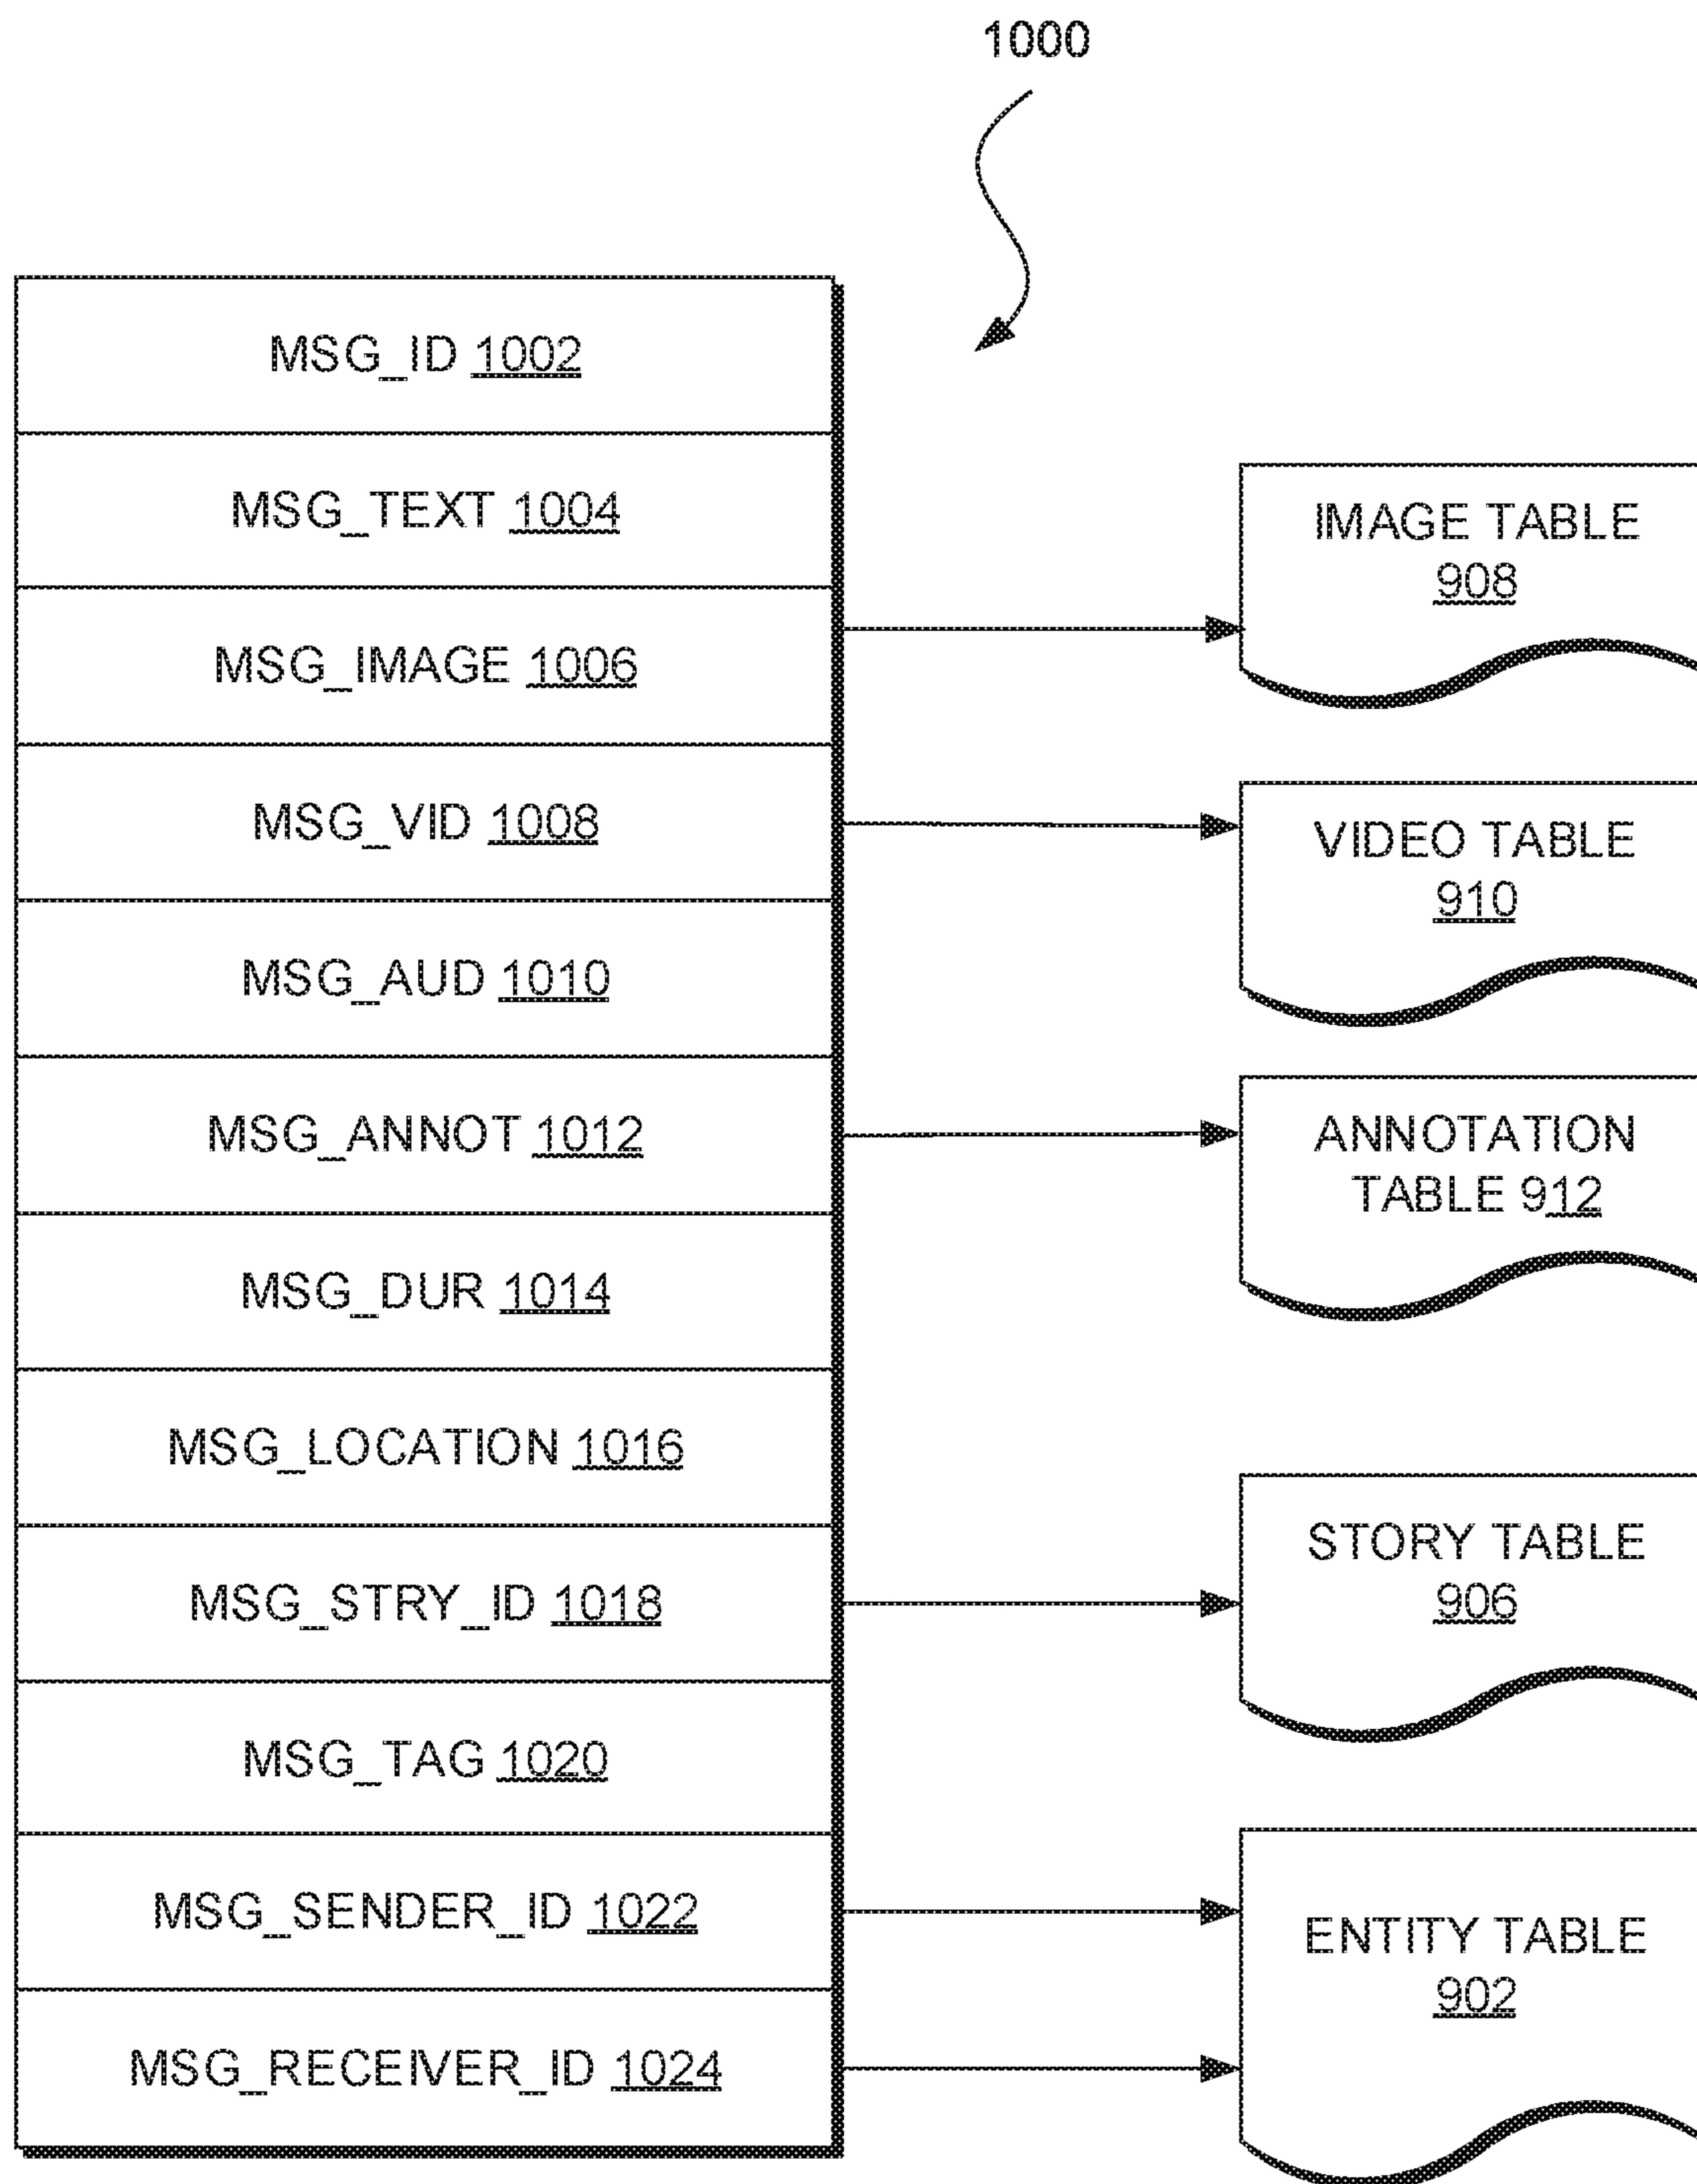 1000
MSG_ID 1002
MSG_TEXT 1004
MSG_IMAGE 1006
MSG_VID 1008
MSG_AUD 1010
MSG_ANNOT 1012
MSG_DUR 1014
MSG_LOCATION 1016
MSG_STRY_ID 1018
MSG_TAG 1020
MSG_SENDER_ID 1022
MSG_RECEIVER_ID 1024
IMAGE TABLE
908
VIDEO TABLE
910
ANNOTATION
TABLE 912
STORY TABLE
906
ENTITY TABLE
902